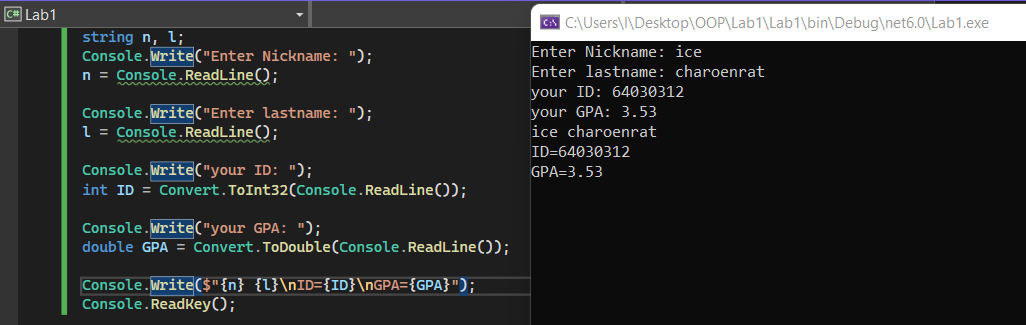 C# Lab1
string n, l;
Console.Write("Enter Nickname: ");
n = Console.ReadLine();
Console.Write("Enter lastname: ");
l = Console.ReadLine();
Console.Write("your ID: ");
int ID = Convert.ToInt32(Console.ReadLine());
Console.Write("your GPA: ");
double GPA = Convert.ToDouble(Console.ReadLine());
Console.Write($"{n} {l}\nID={ID}\nGPA={GPA}");
Console.ReadKey();
C:\Users\l\Desktop\OOP\Lab1\Lab1\bin\Debug\net6.0\Lab1.exe
Enter Nickname: ice
Enter lastname: charoenrat
your ID: 64030312
your GPA: 3.53
ice charoenrat
ID=64030312
GPA=3.53